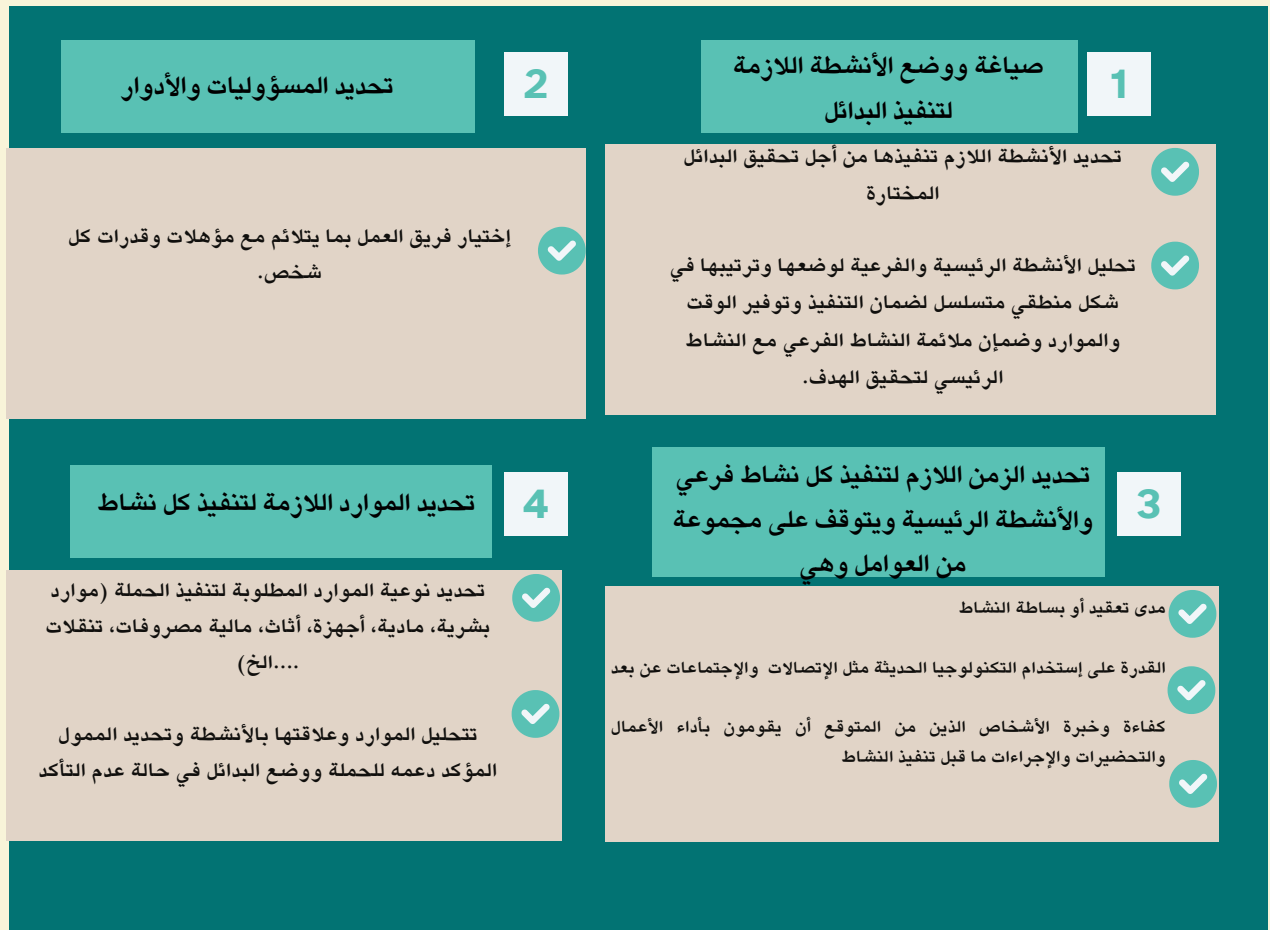 1
صياغة ووضع الأنشطة اللازمة
لتنفيذ البدائل
تحديد الأنشطة اللازم تنفيذها من أجل تحقيق البدائل
المختارة
تحليل الأنشطة الرئيسية والفرعية لوضعها وترتيبها في
شكل منطقي متسلسل لضمان التنفيذ وتوفير الوقت
والموارد وضمإن ملائمة النشاط الفرعي مع النشاط
الرئيسي لتحقيق الهدف.
2
تحديد المسؤوليات والأدوار
إختيار فريق العمل بما يتلائم مع مؤهلات وقدرات كل
شخص.
3
تحديد الزمن اللازم لتنفيذ كل نشاط فرعي
والأنشطة الرئيسية ويتوقف على مجموعة
من العوامل وهي
مدى تعقيد أو بساطة النشاط
القدرة على إستخدام التكنولوجيا الحديثة مثل الإتصالات والإجتماعات عن بعد
كفاءة وخبرة الأشخاص الذين من المتوقع أن يقومون بأداء الأعمال
والتحضيرات والإجراءات ما قبل تنفيذ النشاط
4
تحديد الموارد اللازمة لتنفيذ كل نشاط
تحديد نوعية الموارد المطلوبة لتنفيذ الحملة (موارد
بشرية، مادية، أجهزة، أثاث، مالية مصروفات، تنقلات
....الخ)
تتحليل الموارد وعلاقتها بالأنشطة وتحديد الممول
المؤكد دعمه للحملة ووضع البدائل في حالة عدم التأكد